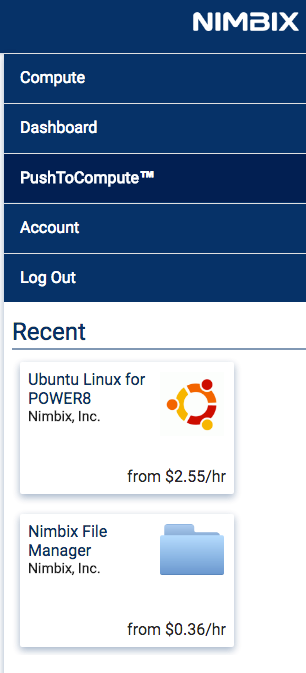 NIMBIX
Compute
Dashboard
PushToCompute™
Account
Log Out
Recent
Ubuntu Linux for
POWER8
Nimbix, Inc.
from $2.55/hr
Nimbix File
Manager
Nimbix, Inc.
from $0.36/hr